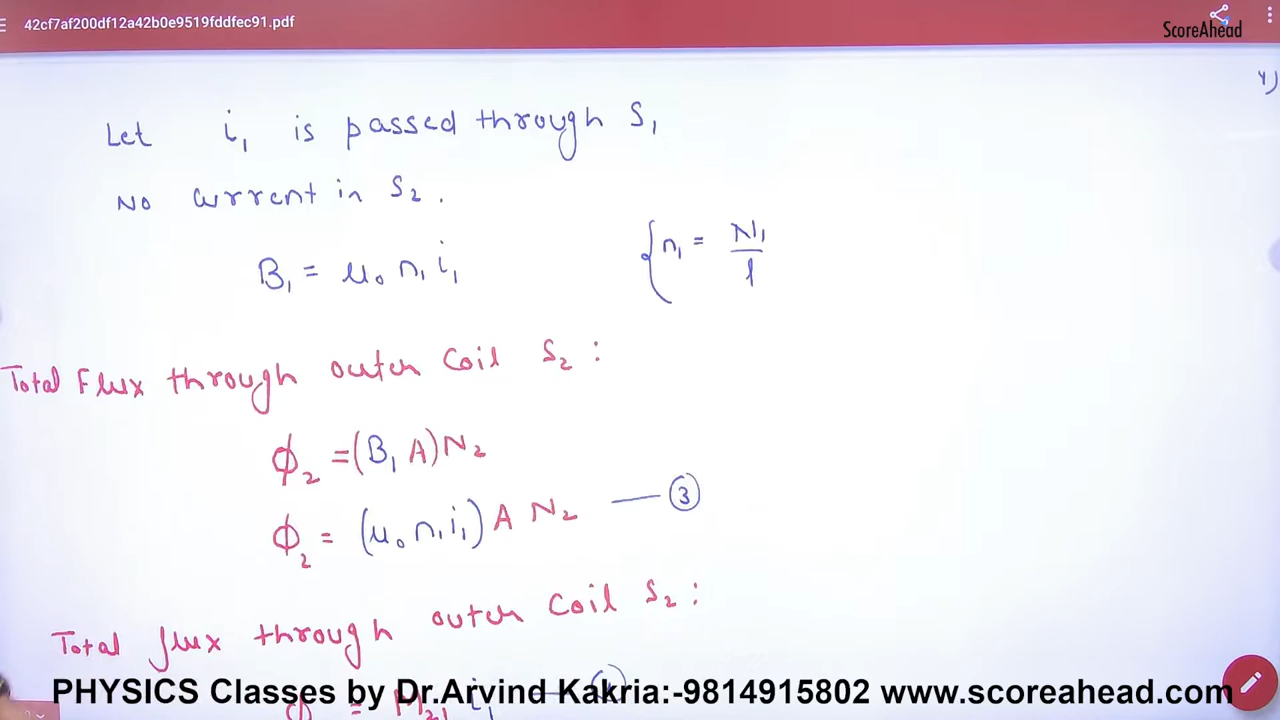 42cf7af200df12a42b0e9519fddfec91.pdf
ScoreAhead
Let i₁ is passed through S₁
No current in S₂.
B₁ = μ₀ n₁ i₁ { n₁ = N₁/l
Total Flux through outer coil S₂ :
ϕ₂ = (B₁ A) N₂
ϕ₂ = (μ₀ n₁ i₁) A N₂ — ③
Total flux through outer coil S₂ :
PHYSICS Classes by Dr.Arvind Kakria:-9814915802 www.scoreahead.com
ϕ = M₂₁ i₁